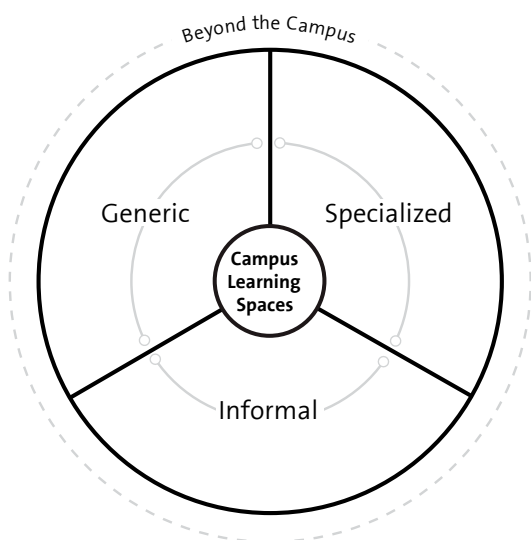 Beyond the Campus
Generic
Specialized
Campus
Learning
Spaces
Informal